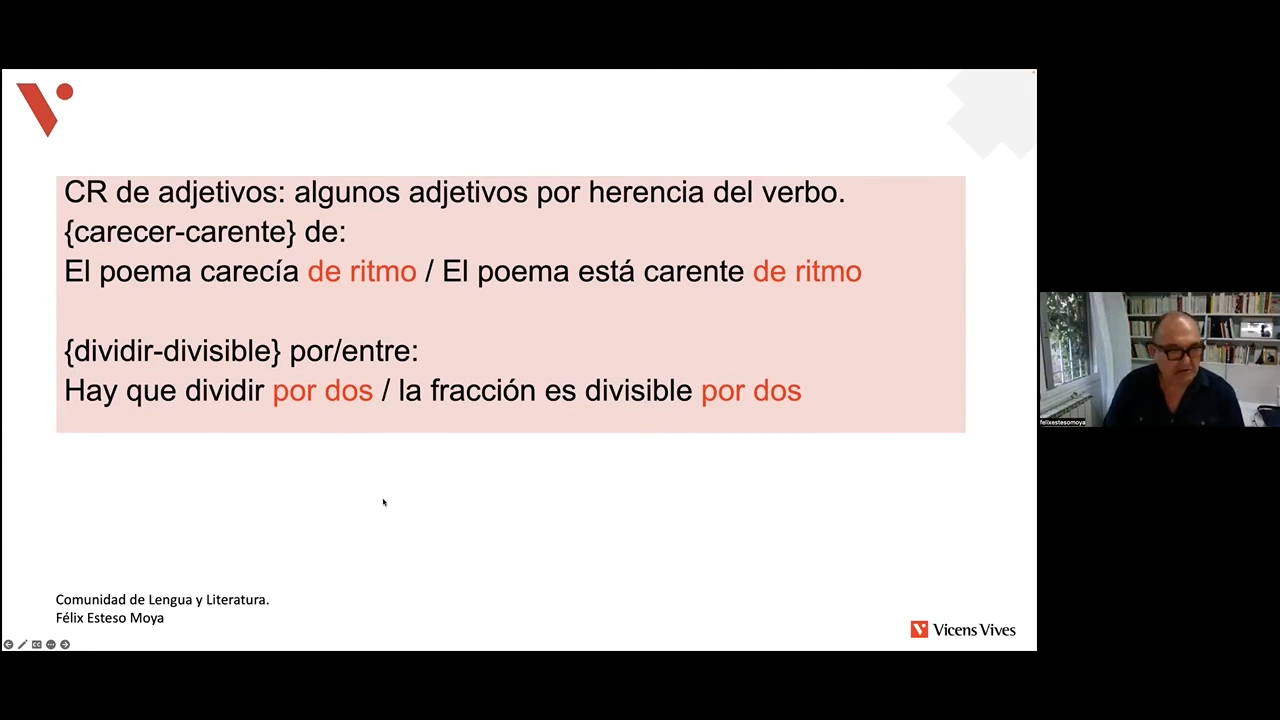 CR de adjetivos: algunos adjetivos por herencia del verbo.
{carecer-carente} de:
El poema carecía de ritmo / El poema está carente de ritmo
{dividir-divisible} por/entre:
Hay que dividir por dos / la fracción es divisible por dos
Comunidad de Lengua y Literatura.
Félix Esteso Moya
Vicens Vives
felixestesomoya